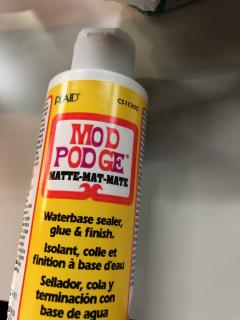 PLAID®
CS11305
MOD
PODGE®
MATTE-MAT-MATE
Waterbase sealer,
glue & finish.
Isolant, colle et
finition à base d'eau
Sellador, cola y
terminación con
base de agua